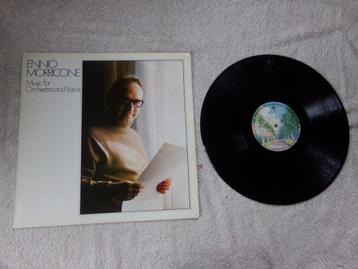 ENNIO
MORRICONE
Music for
Orchestra and Voice